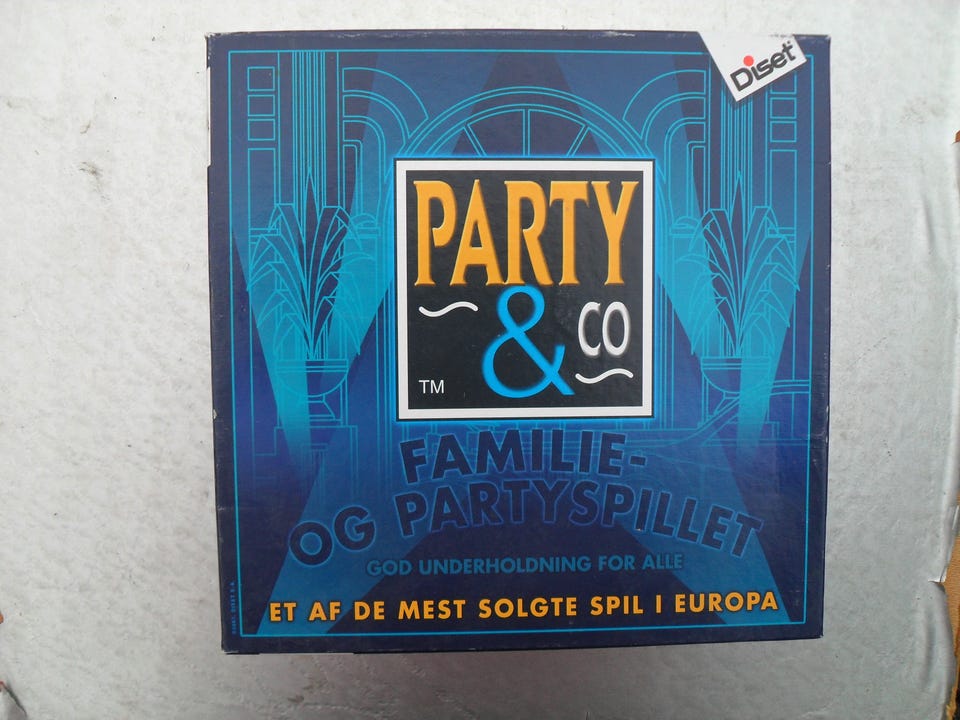 Diset
PARTY
& CO
TM
FAMILIE-
OG PARTYSPILLET
GOD UNDERHOLDNING FOR ALLE
ET AF DE MEST SOLGTE SPIL I EUROPA